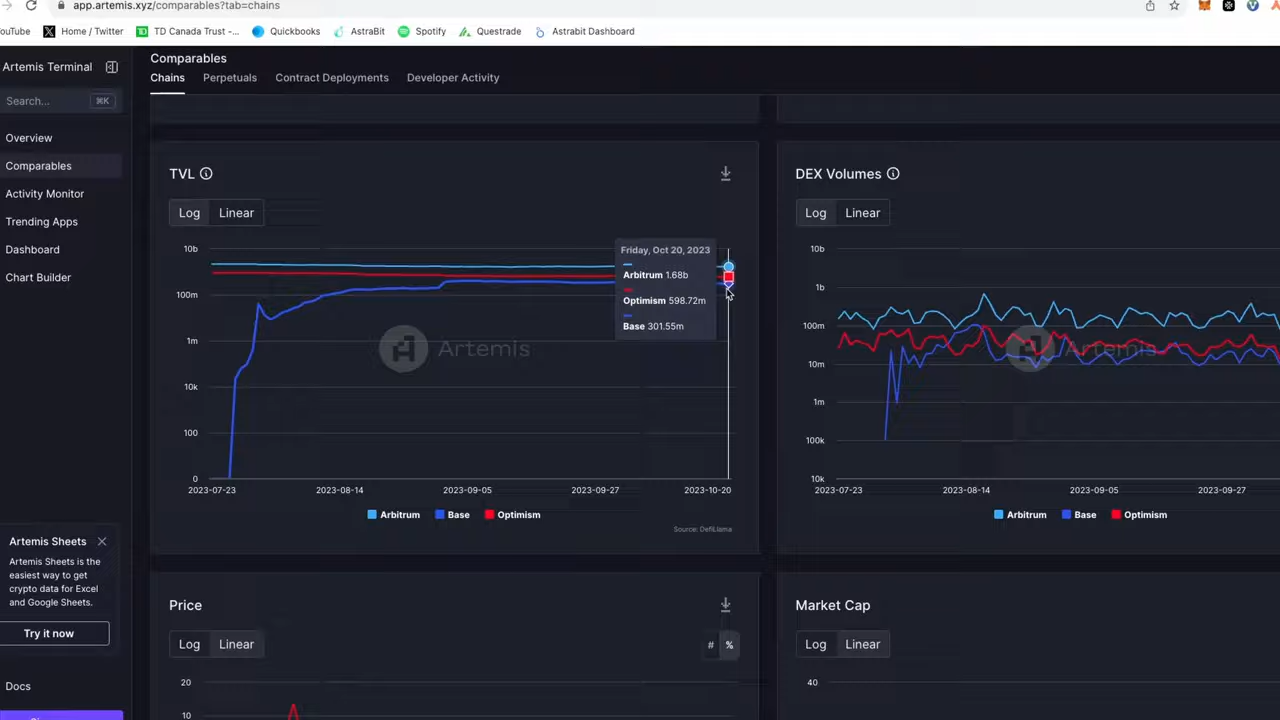 app.artemis.xyz/comparables?tab=chains
ouTube
Home / Twitter
TD Canada Trust -...
Quickbooks
AstraBit
Spotify
Questrade
Astrabit Dashboard
Artemis Terminal
Search...
⌘K
Overview
Comparables
Activity Monitor
Trending Apps
Dashboard
Chart Builder
Artemis Sheets
Artemis Sheets is the
easiest way to get
crypto data for Excel
and Google Sheets.
Try it now
Docs
Comparables
Chains
Perpetuals
Contract Deployments
Developer Activity
TVL
Log
Linear
10b
100m
1m
10k
100
0
2023-07-23
2023-08-14
2023-09-05
2023-09-27
2023-10-20
Friday, Oct 20, 2023
Arbitrum 1.68b
Optimism 598.72m
Base 301.55m
Artemis
Arbitrum
Base
Optimism
Source: DefiLlama
DEX Volumes
Log
Linear
10b
1b
100m
10m
1m
100k
10k
2023-07-23
2023-08-14
2023-09-05
2023-09-27
Artemis
Arbitrum
Base
Optimism
Price
Log
Linear
#
%
20
10
Market Cap
Log
Linear
40